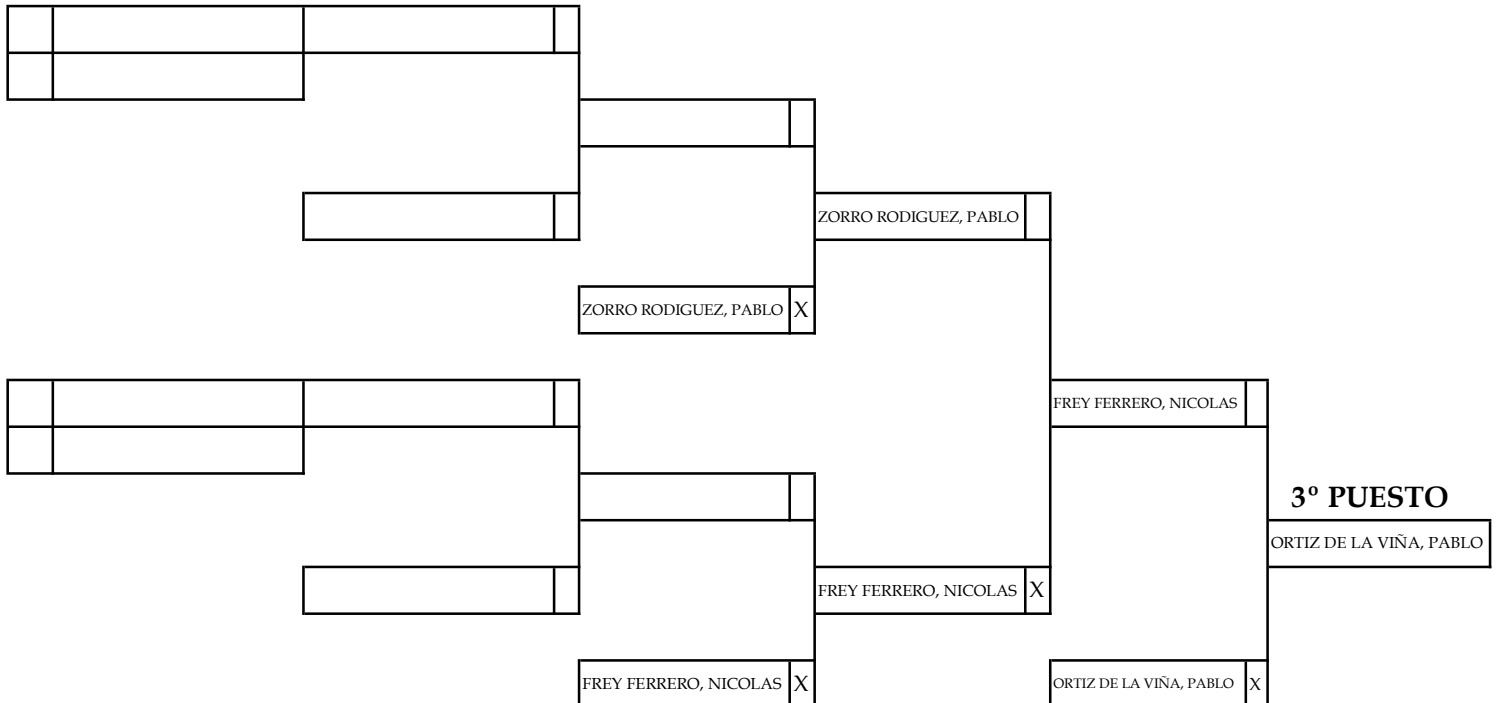 ZORRO RODIGUEZ, PABLO
ZORRO RODIGUEZ, PABLO X
FREY FERRERO, NICOLAS
3º PUESTO
ORTIZ DE LA VIÑA, PABLO
FREY FERRERO, NICOLAS X
FREY FERRERO, NICOLAS X
ORTIZ DE LA VIÑA, PABLO X